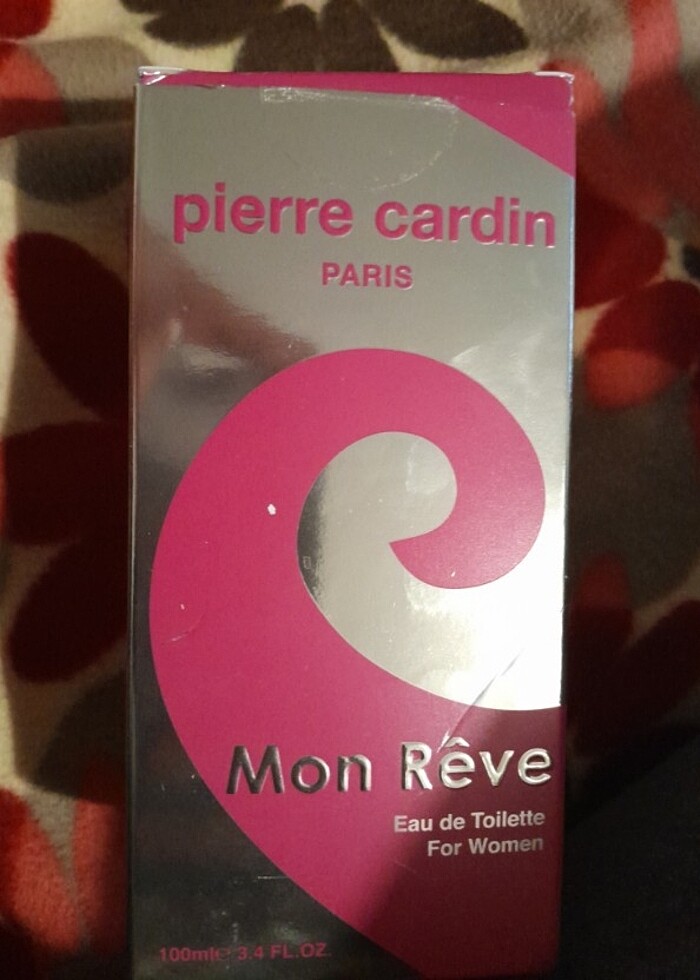 pierre cardin
PARIS
Mon Rêve
Eau de Toilette
For Women
100ml℮ 3.4 FL.OZ.